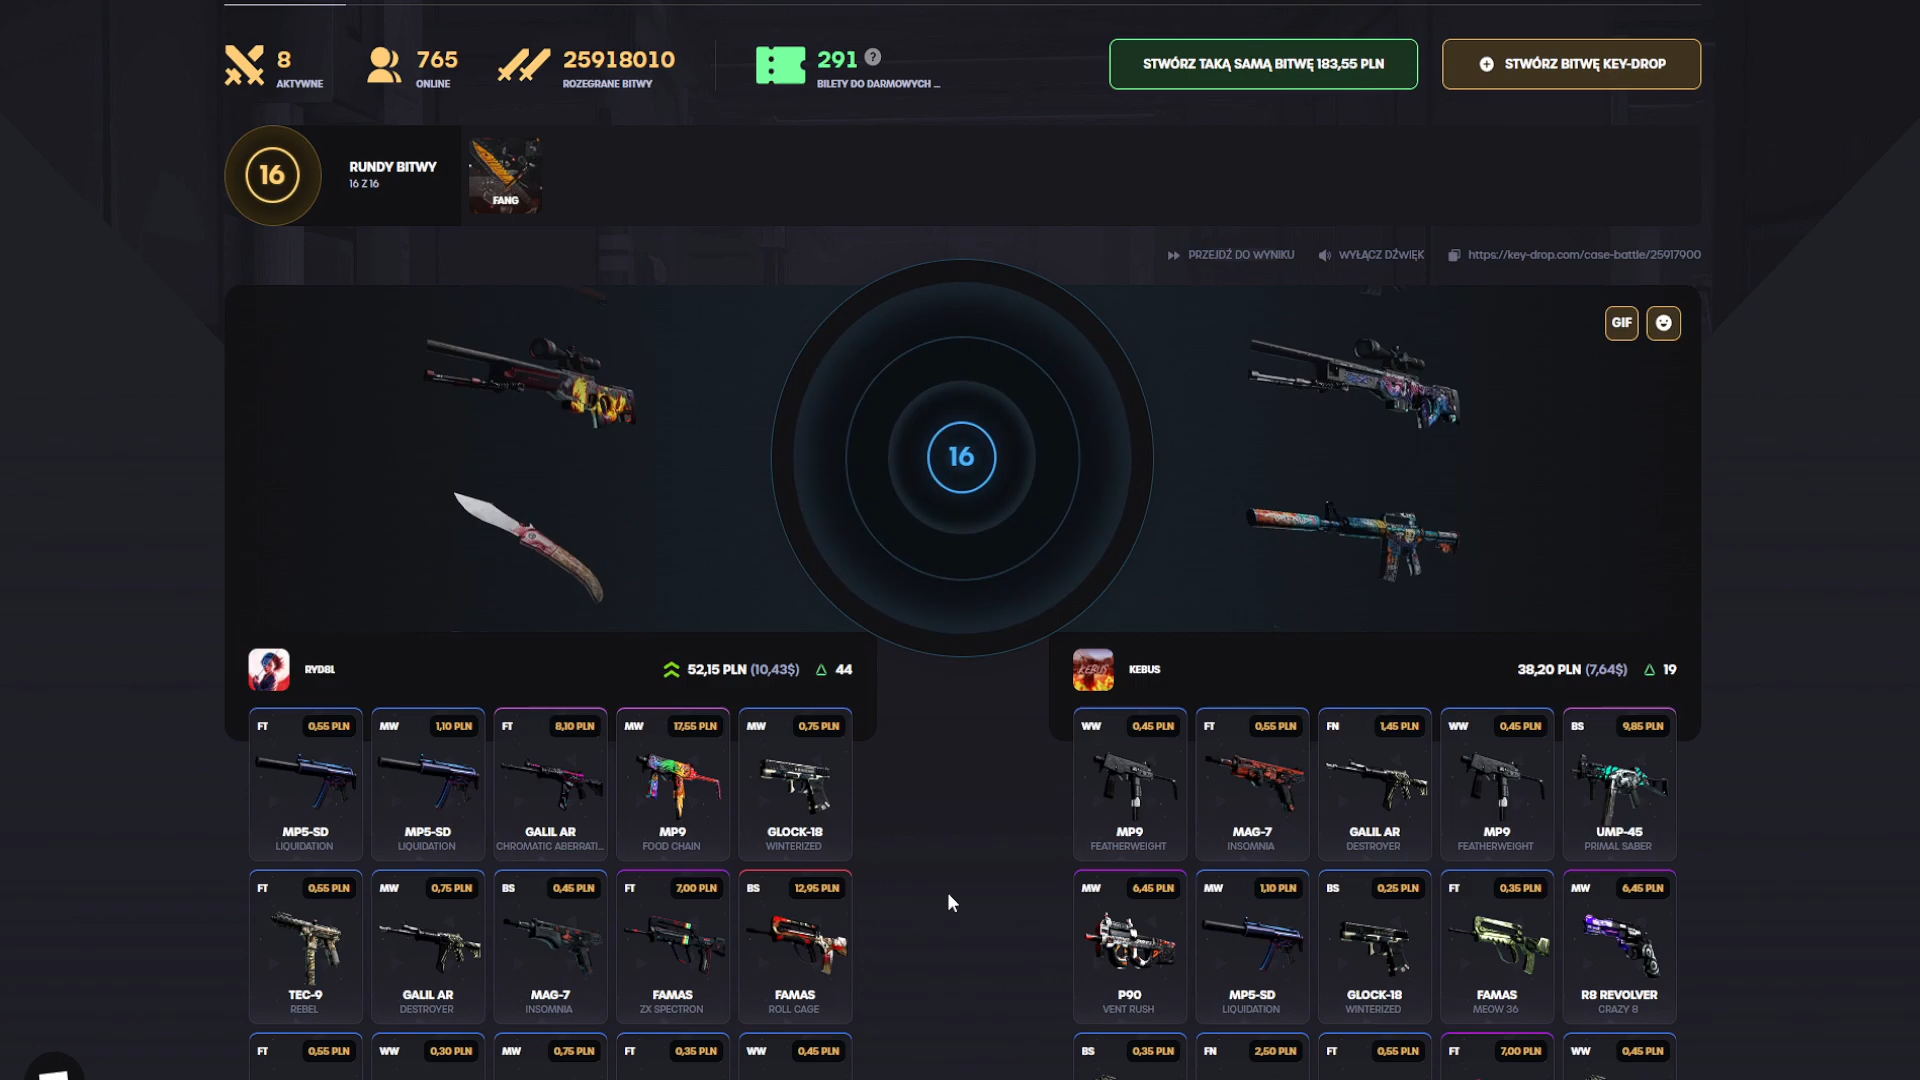 8
AKTYWNE
765
ONLINE
25918010
ROZEGRANE BITWY
291 ?
BILETY DO DARMOWYCH ...
STWÓRZ TAKĄ SAMĄ BITWĘ 183,55 PLN
STWÓRZ BITWĘ KEY-DROP
16
RUNDY BITWY
16 Z 16
FANG
PRZEJDŹ DO WYNIKU
WYŁĄCZ DŹWIĘK
https://key-drop.com/case-battle/25917900
GIF
16
RYD8L
52,15 PLN (10,43$)
44
KEBUS
38,20 PLN (7,64$)
19
FT 0,55 PLN
MP5-SD
LIQUIDATION
MW 1,10 PLN
MP5-SD
LIQUIDATION
FT 8,10 PLN
GALIL AR
CHROMATIC ABERRATI...
MW 17,55 PLN
MP9
FOOD CHAIN
MW 0,75 PLN
GLOCK-18
WINTERIZED
WW 0,45 PLN
MP9
FEATHERWEIGHT
FT 0,55 PLN
MAG-7
INSOMNIA
FN 1,45 PLN
GALIL AR
DESTROYER
WW 0,45 PLN
MP9
FEATHERWEIGHT
BS 9,85 PLN
UMP-45
PRIMAL SABER
FT 0,55 PLN
TEC-9
REBEL
MW 0,75 PLN
GALIL AR
DESTROYER
BS 0,45 PLN
MAG-7
INSOMNIA
FT 7,00 PLN
FAMAS
ZX SPECTRON
BS 12,95 PLN
FAMAS
ROLL CAGE
MW 6,45 PLN
P90
VENT RUSH
MW 1,10 PLN
MP5-SD
LIQUIDATION
BS 0,25 PLN
GLOCK-18
WINTERIZED
FT 0,35 PLN
FAMAS
MEOW 36
MW 6,45 PLN
R8 REVOLVER
CRAZY 8
FT 0,55 PLN
WW 0,30 PLN
MW 0,75 PLN
FT 0,35 PLN
WW 0,45 PLN
BS 0,35 PLN
FN 2,50 PLN
FT 0,55 PLN
FT 7,00 PLN
WW 0,45 PLN